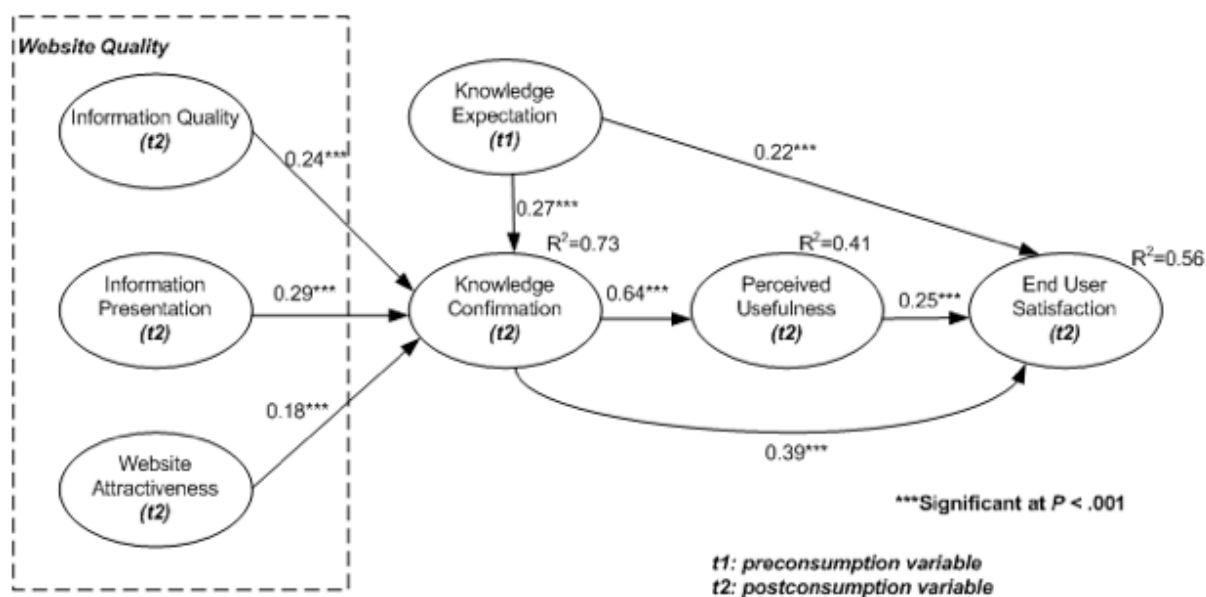 Website Quality
Information Quality
(t2)
0.24***
Information
Presentation
(t2)
0.29***
Website
Attractiveness
(t2)
0.18***
Knowledge
Expectation
(t1)
0.27***
0.22***
R²=0.73
Knowledge
Confirmation
(t2)
0.64***
R²=0.41
Perceived
Usefulness
(t2)
0.25***
R²=0.56
End User
Satisfaction
(t2)
0.39***
***Significant at P < .001
t1: preconsumption variable
t2: postconsumption variable